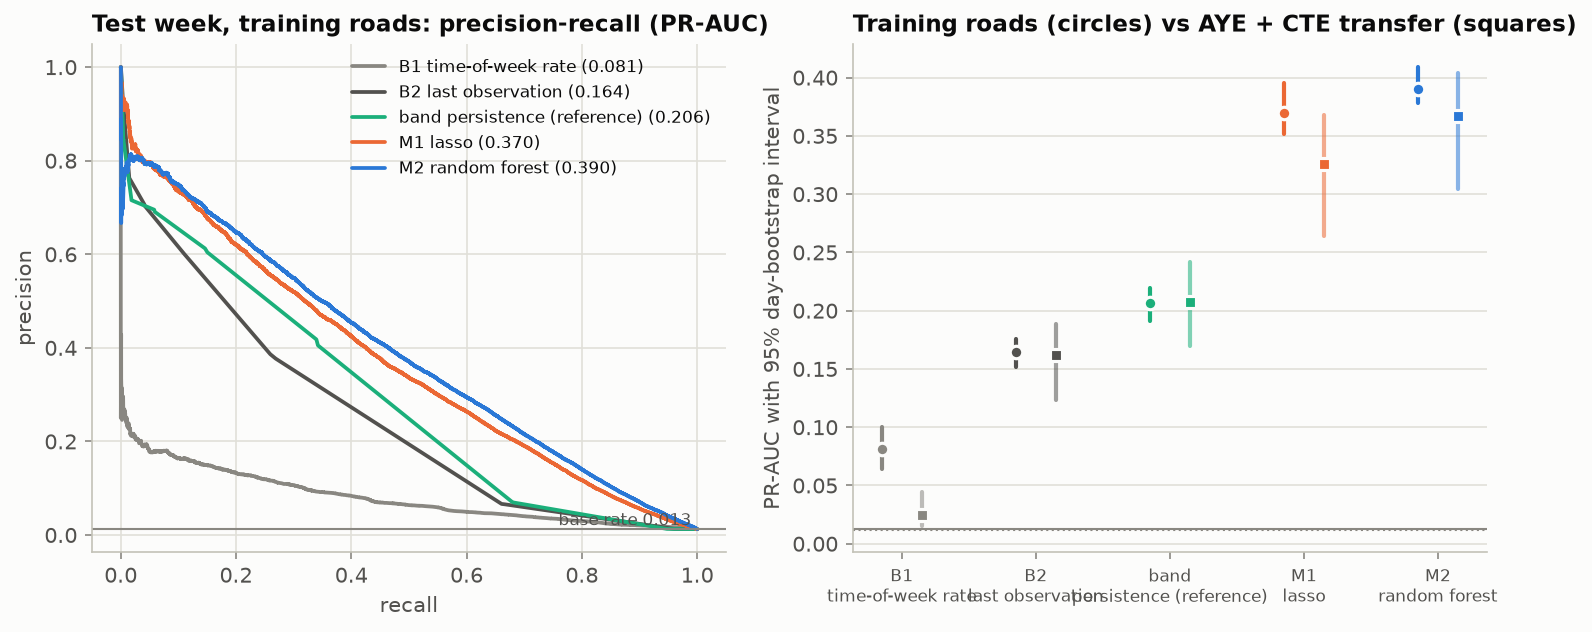 Test week, training roads: precision-recall (PR-AUC)
precision
1.0
0.8
0.6
0.4
0.2
0.0
B1 time-of-week rate (0.081)
B2 last observation (0.164)
band persistence (reference) (0.206)
M1 lasso (0.370)
M2 random forest (0.390)
base rate 0.013
0.0 0.2 0.4 0.6 0.8 1.0
recall
Training roads (circles) vs AYE + CTE transfer (squares)
PR-AUC with 95% day-bootstrap interval
0.40
0.35
0.30
0.25
0.20
0.15
0.10
0.05
0.00
B1
time-of-week rate
B2
last observation
band
persistence (reference)
M1
lasso
M2
random forest